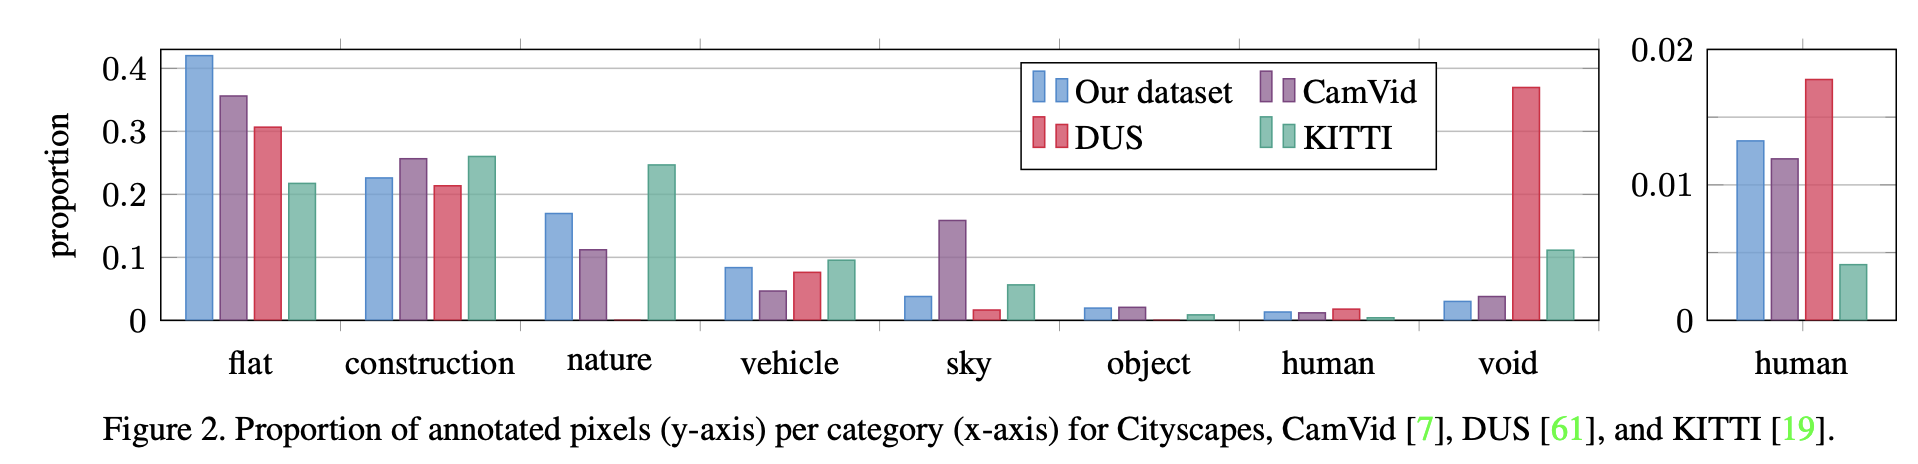 proportion
0.4
0.3
0.2
0.1
0
Our dataset CamVid
DUS KITTI
flat construction nature vehicle sky object human void
0.02
0.01
0
human
Figure 2. Proportion of annotated pixels (y-axis) per category (x-axis) for Cityscapes, CamVid [7], DUS [61], and KITTI [19].